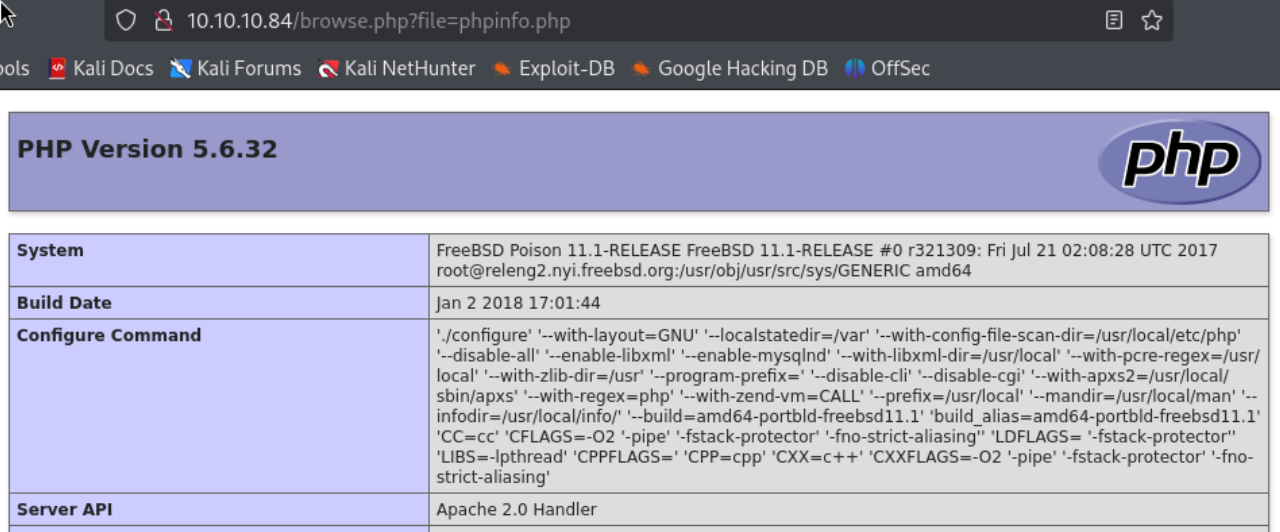 10.10.10.84/browse.php?file=phpinfo.php
ools Kali Docs Kali Forums Kali NetHunter Exploit-DB Google Hacking DB OffSec
PHP Version 5.6.32
php
System
FreeBSD Poison 11.1-RELEASE FreeBSD 11.1-RELEASE #0 r321309: Fri Jul 21 02:08:28 UTC 2017
root@releng2.nyi.freebsd.org:/usr/obj/usr/src/sys/GENERIC amd64
Build Date
Jan 2 2018 17:01:44
Configure Command
'./configure' '--with-layout=GNU' '--localstatedir=/var' '--with-config-file-scan-dir=/usr/local/etc/php'
'--disable-all' '--enable-libxml' '--enable-mysqlnd' '--with-libxml-dir=/usr/local' '--with-pcre-regex=/usr/
local' '--with-zlib-dir=/usr' '--program-prefix=' '--disable-cli' '--disable-cgi' '--with-apxs2=/usr/local/
sbin/apxs' '--with-regex=php' '--with-zend-vm=CALL' '--prefix=/usr/local' '--mandir=/usr/local/man' '--
infodir=/usr/local/info/' '--build=amd64-portbld-freebsd11.1' 'build_alias=amd64-portbld-freebsd11.1'
'CC=cc' 'CFLAGS=-O2 '-pipe' '-fstack-protector' '-fno-strict-aliasing'' 'LDFLAGS= '-fstack-protector''
'LIBS=-lpthread' 'CPPFLAGS=' 'CPP=cpp' 'CXX=c++' 'CXXFLAGS=-O2 '-pipe' '-fstack-protector' '-fno-
strict-aliasing'
Server API
Apache 2.0 Handler